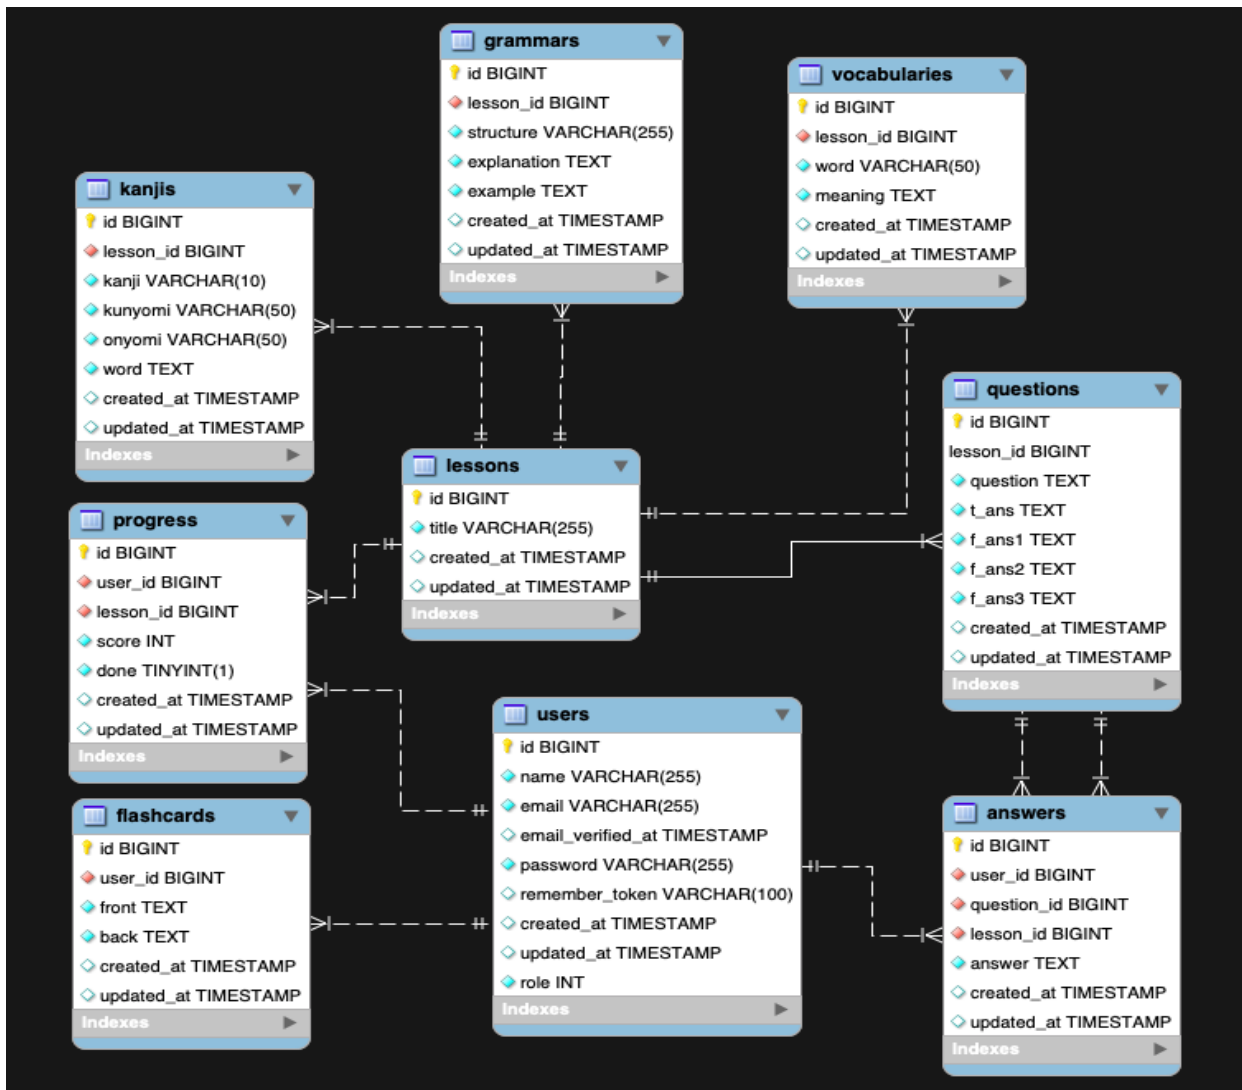 grammars
id BIGINT
lesson_id BIGINT
structure VARCHAR(255)
explanation TEXT
example TEXT
created_at TIMESTAMP
updated_at TIMESTAMP
Indexes
vocabularies
id BIGINT
lesson_id BIGINT
word VARCHAR(50)
meaning TEXT
created_at TIMESTAMP
updated_at TIMESTAMP
Indexes
kanjis
id BIGINT
lesson_id BIGINT
kanji VARCHAR(10)
kunyomi VARCHAR(50)
onyomi VARCHAR(50)
word TEXT
created_at TIMESTAMP
updated_at TIMESTAMP
Indexes
questions
id BIGINT
lesson_id BIGINT
question TEXT
t_ans TEXT
f_ans1 TEXT
f_ans2 TEXT
f_ans3 TEXT
created_at TIMESTAMP
updated_at TIMESTAMP
Indexes
lessons
id BIGINT
title VARCHAR(255)
created_at TIMESTAMP
updated_at TIMESTAMP
Indexes
progress
id BIGINT
user_id BIGINT
lesson_id BIGINT
score INT
done TINYINT(1)
created_at TIMESTAMP
updated_at TIMESTAMP
Indexes
users
id BIGINT
name VARCHAR(255)
email VARCHAR(255)
email_verified_at TIMESTAMP
password VARCHAR(255)
remember_token VARCHAR(100)
created_at TIMESTAMP
updated_at TIMESTAMP
role INT
Indexes
flashcards
id BIGINT
user_id BIGINT
front TEXT
back TEXT
created_at TIMESTAMP
updated_at TIMESTAMP
Indexes
answers
id BIGINT
user_id BIGINT
question_id BIGINT
lesson_id BIGINT
answer TEXT
created_at TIMESTAMP
updated_at TIMESTAMP
Indexes